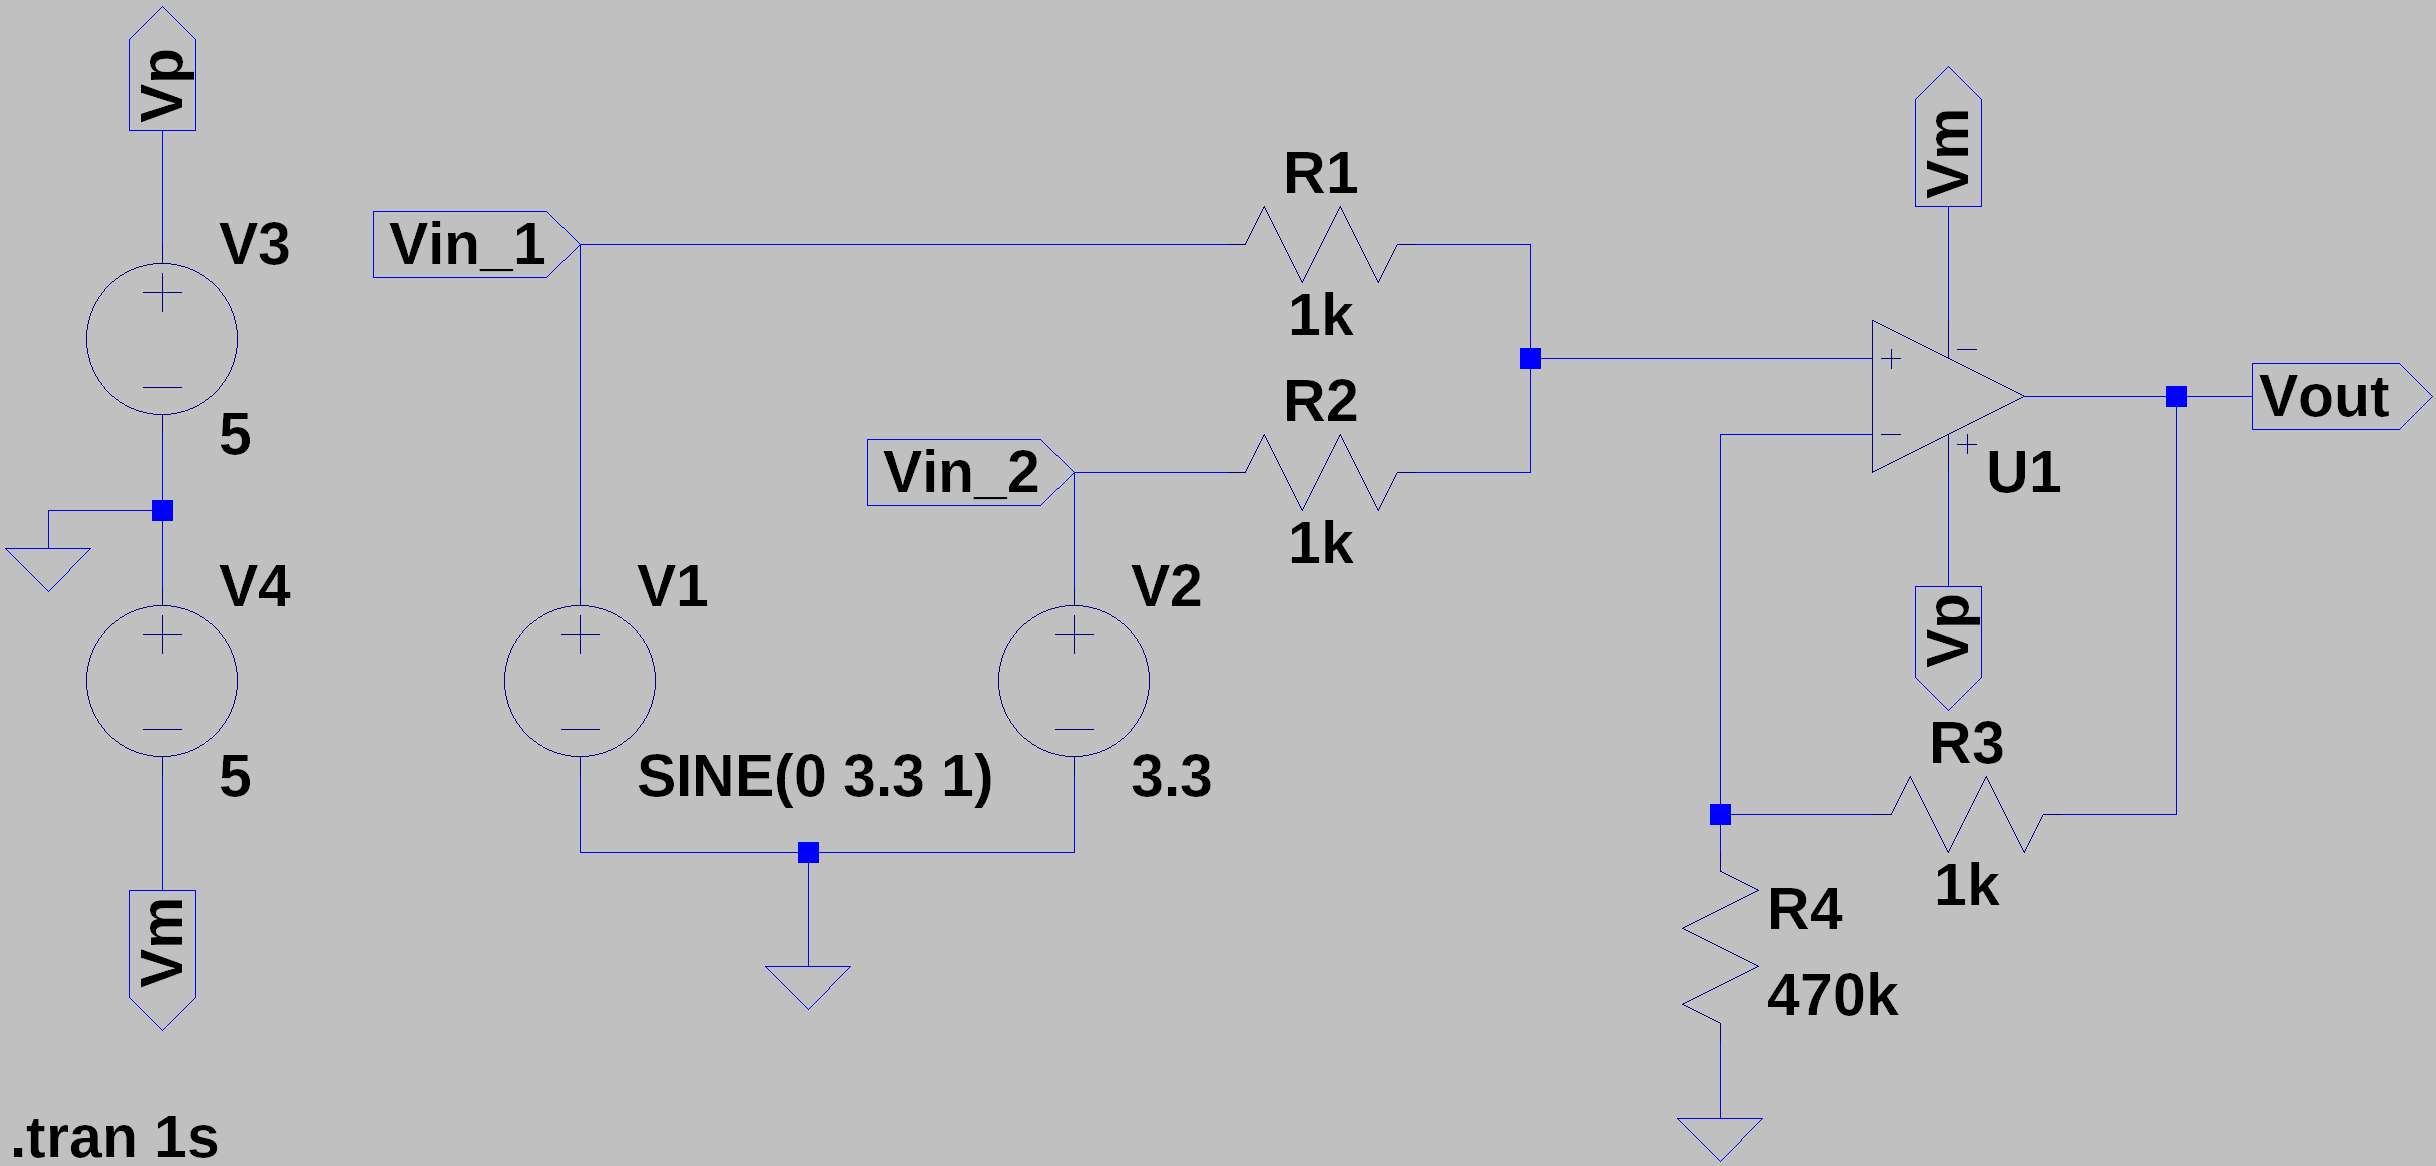 Vp
V3
5
V4
5
Vm
.tran 1s
Vin_1
V1
SINE(0 3.3 1)
Vin_2
V2
3.3
R1
1k
R2
1k
Vm
+
−
−
+
U1
Vp
Vout
R3
1k
R4
470k